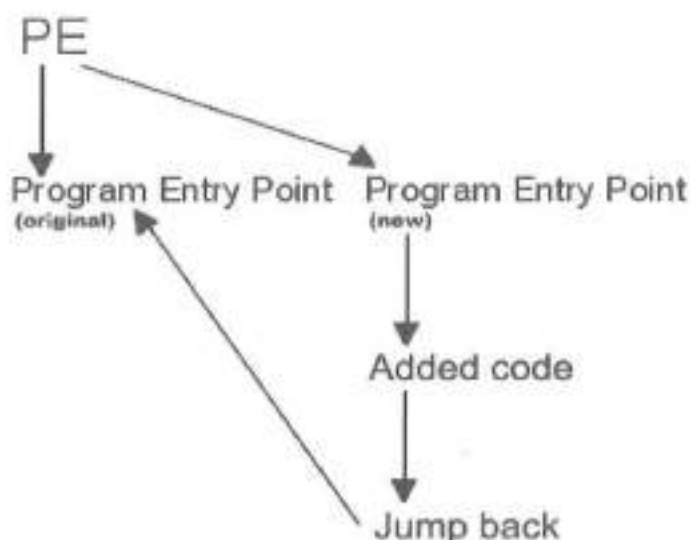 PE
Program Entry Point
(original)
Program Entry Point
(new)
Added code
Jump back